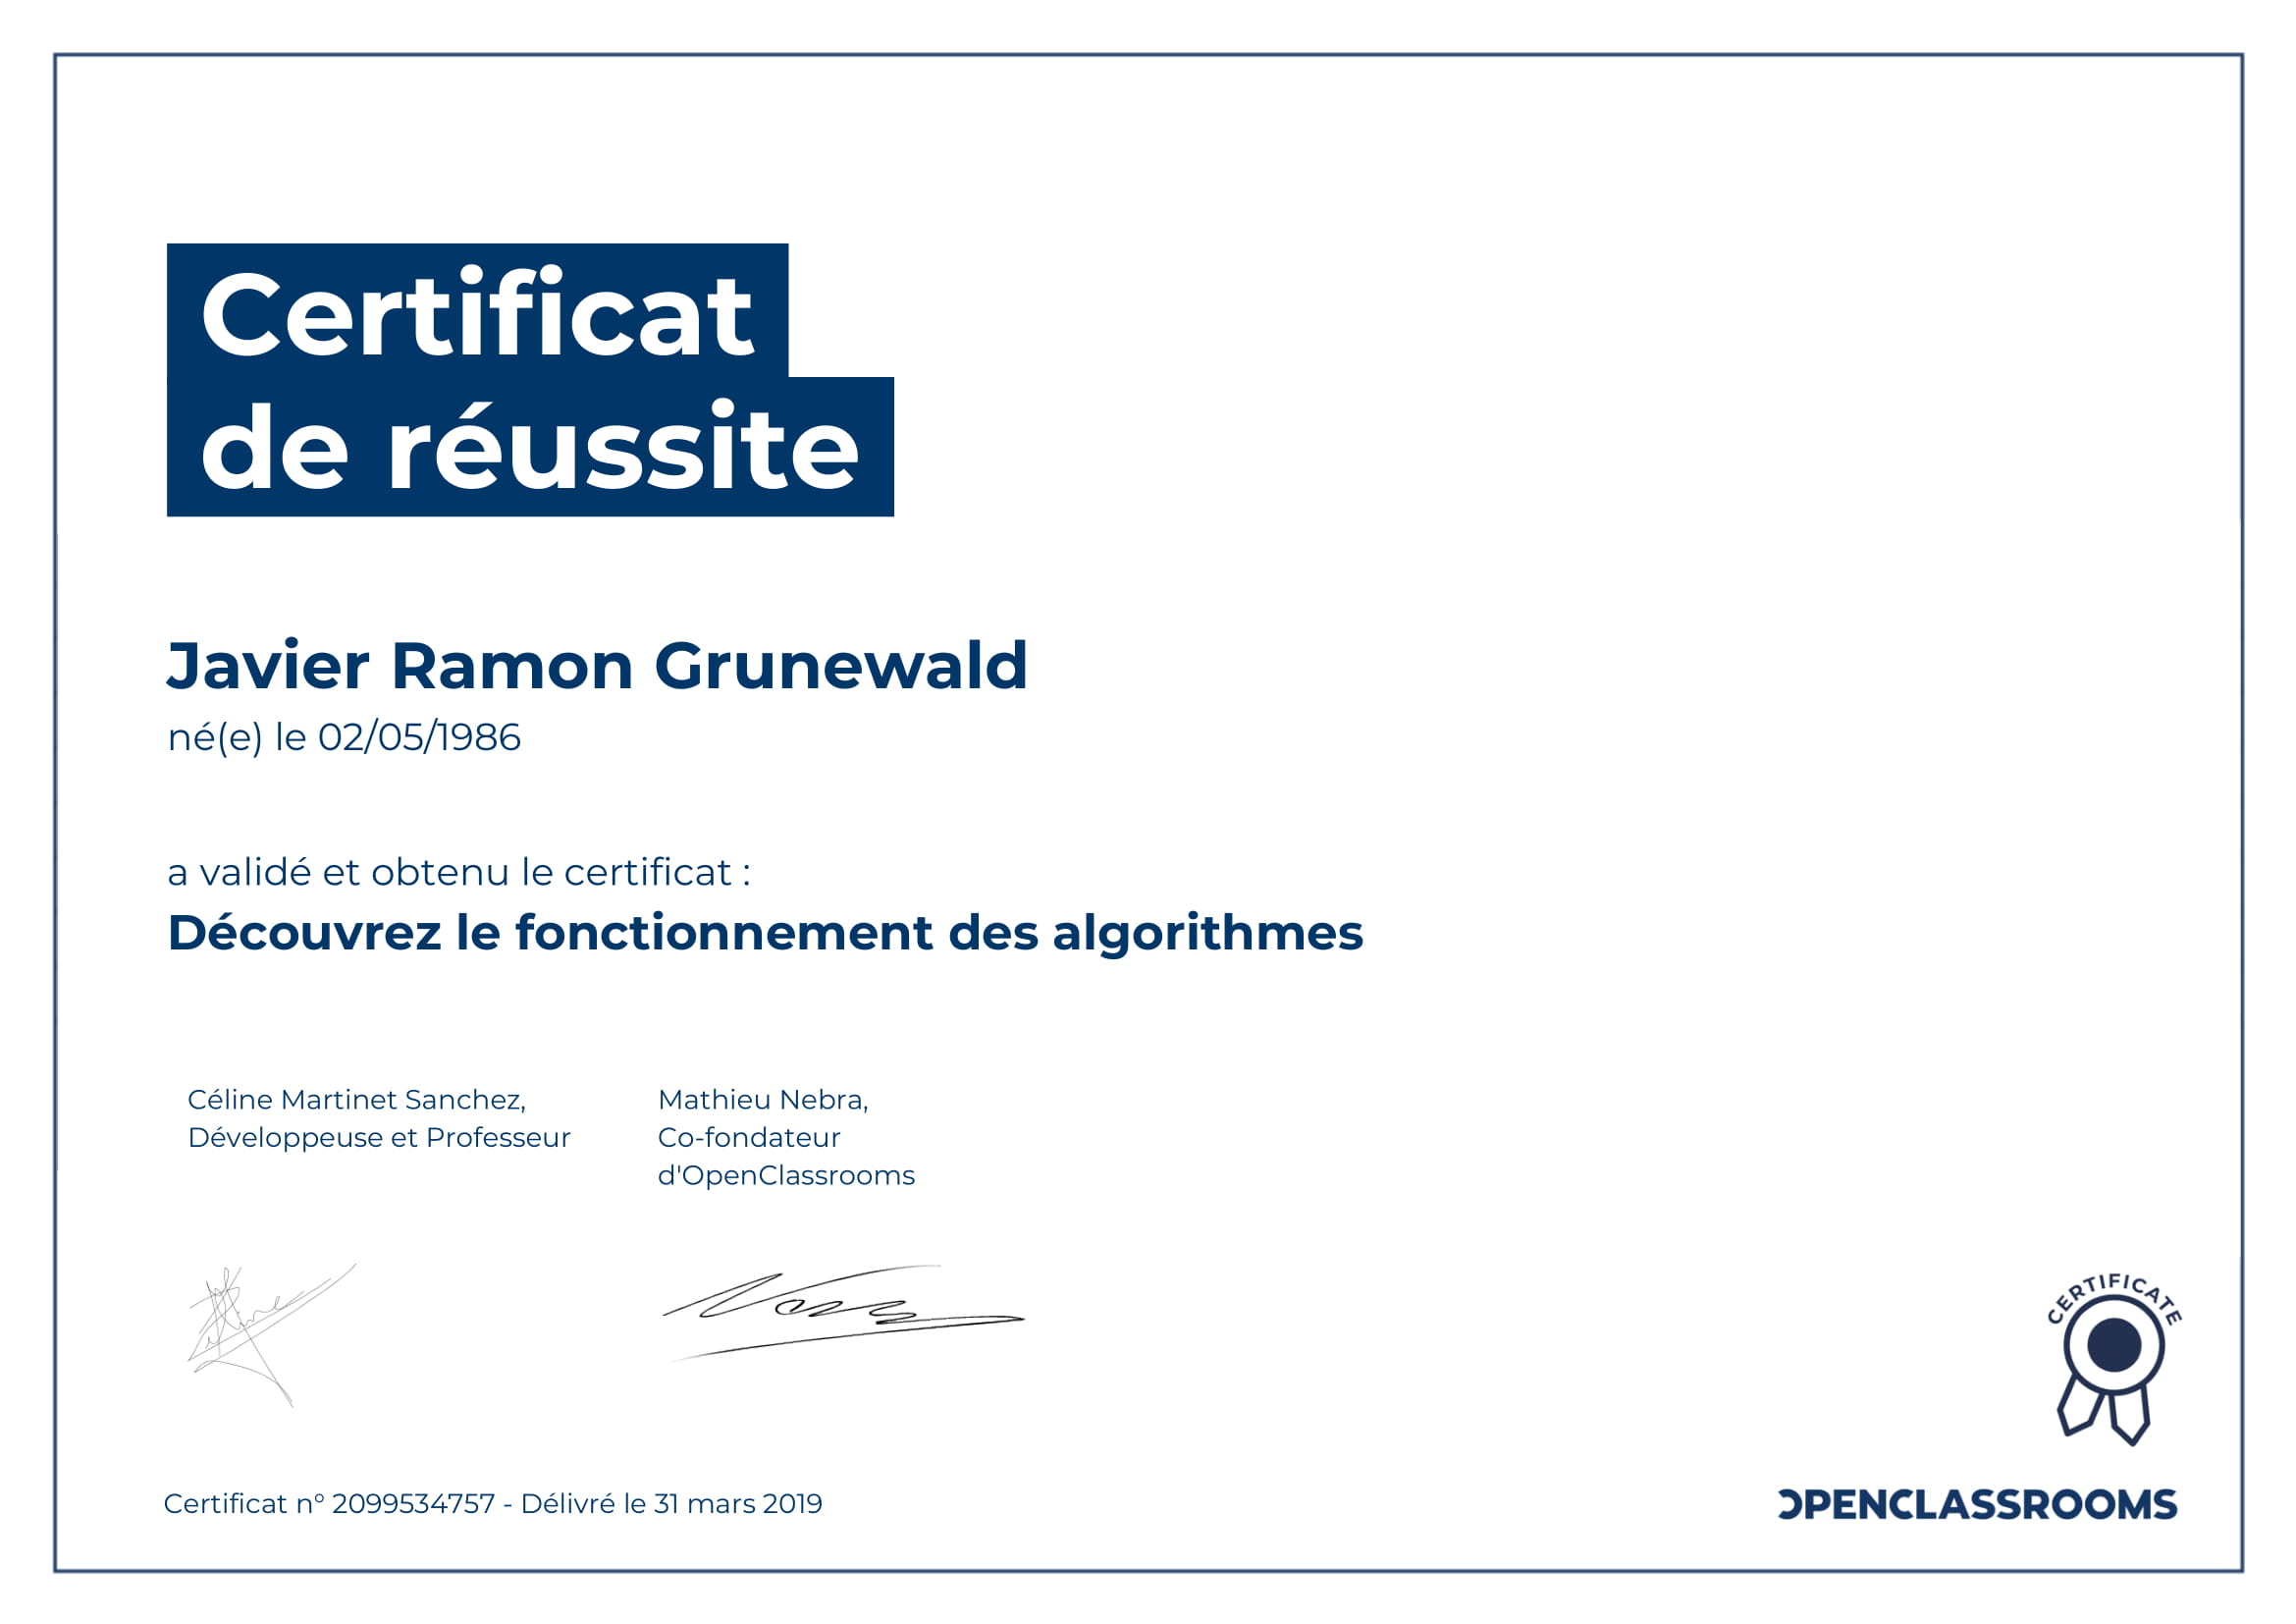 Certificat
de réussite
Javier Ramon Grunewald
né(e) le 02/05/1986
a validé et obtenu le certificat :
Découvrez le fonctionnement des algorithmes
Céline Martinet Sanchez,
Développeuse et Professeur
Mathieu Nebra,
Co-fondateur
d'OpenClassrooms
CERTIFICATE
Certificat n° 2099534757 - Délivré le 31 mars 2019
OPENCLASSROOMS